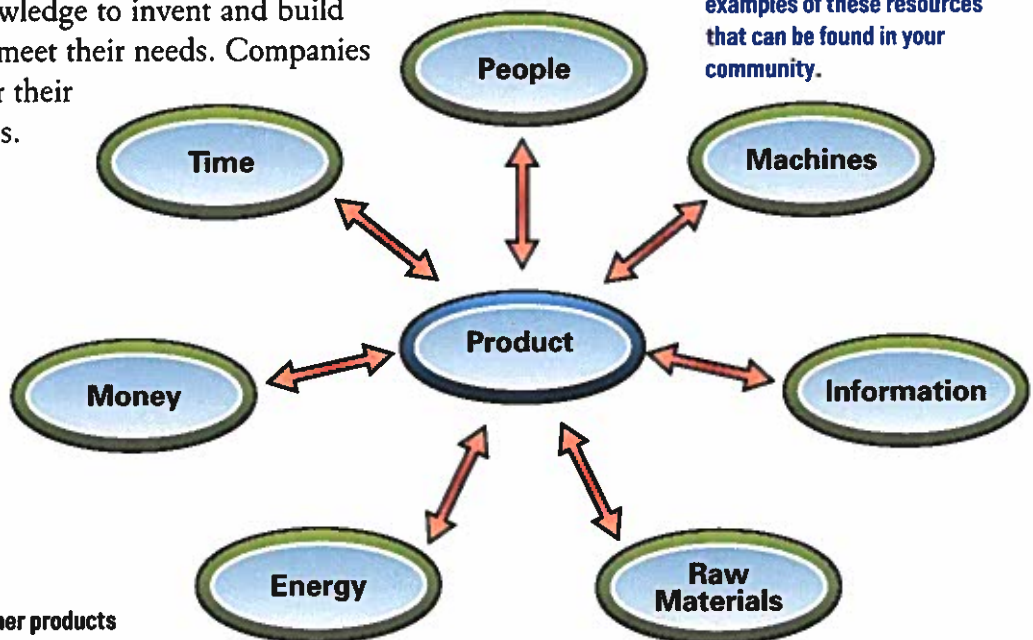 wledge to invent and build
meet their needs. Companies
r their
s.
examples of these resources
that can be found in your
community.
People
Time
Machines
Product
Money
Information
Energy
Raw
Materials
ner products